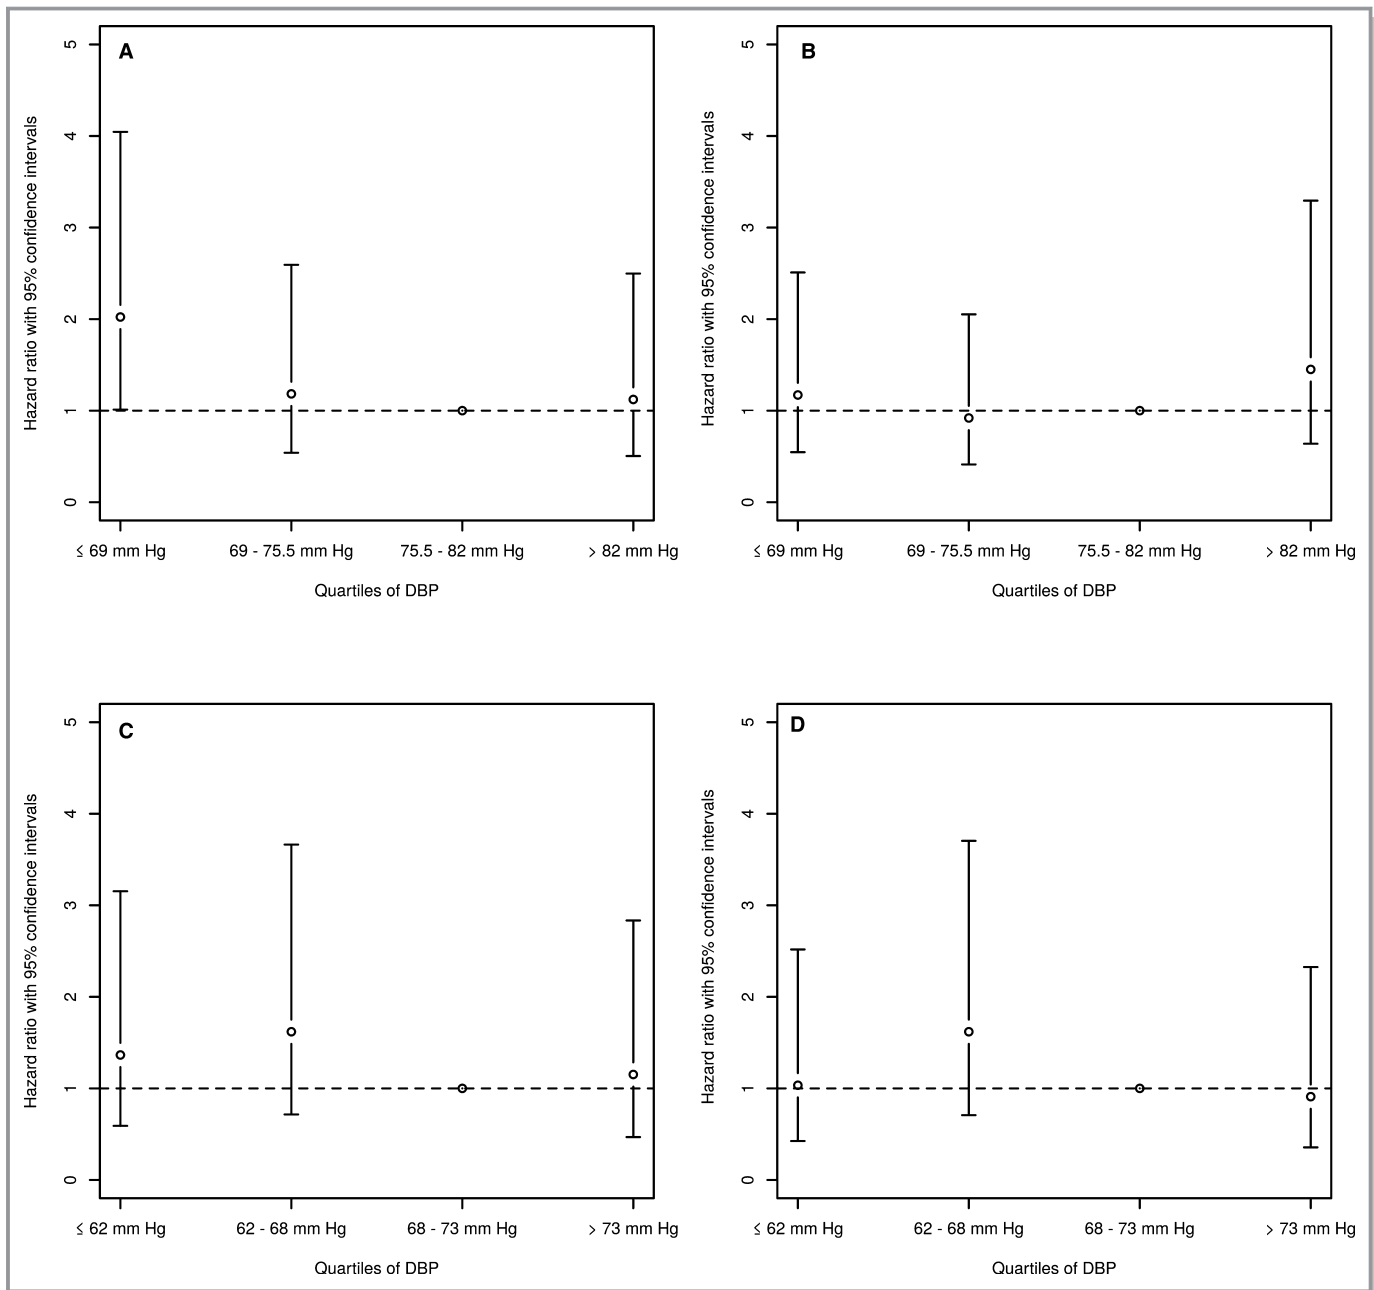 A
Hazard ratio with 95% confidence intervals
5
4
3
2
1
0
≤ 69 mm Hg 69 - 75.5 mm Hg 75.5 - 82 mm Hg > 82 mm Hg
Quartiles of DBP
B
Hazard ratio with 95% confidence intervals
5
4
3
2
1
0
≤ 69 mm Hg 69 - 75.5 mm Hg 75.5 - 82 mm Hg > 82 mm Hg
Quartiles of DBP
C
Hazard ratio with 95% confidence intervals
5
4
3
2
1
0
≤ 62 mm Hg 62 - 68 mm Hg 68 - 73 mm Hg > 73 mm Hg
Quartiles of DBP
D
Hazard ratio with 95% confidence intervals
5
4
3
2
1
0
≤ 62 mm Hg 62 - 68 mm Hg 68 - 73 mm Hg > 73 mm Hg
Quartiles of DBP